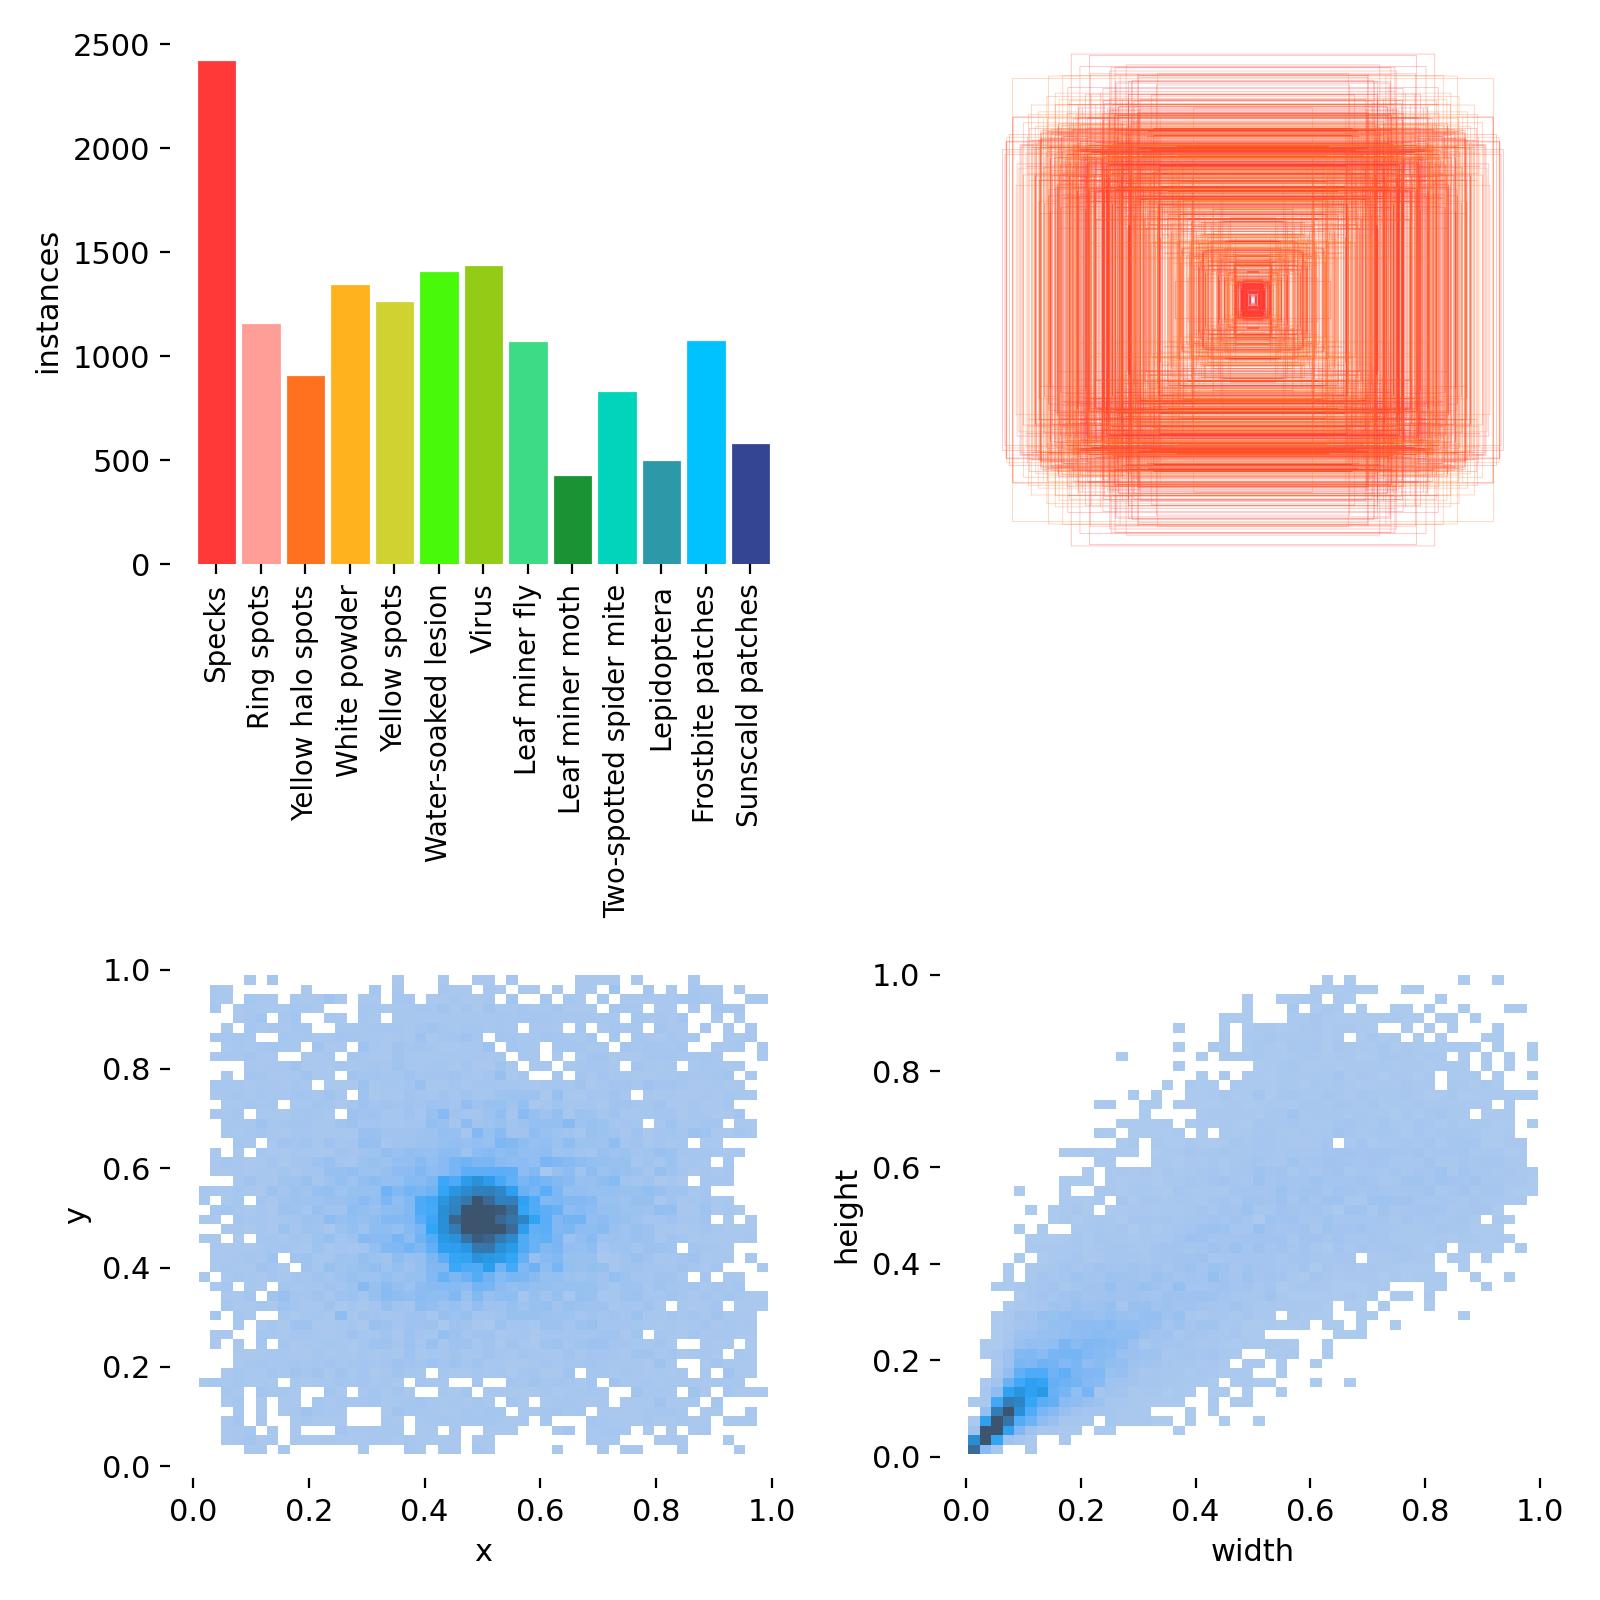 2500
2000
1500
1000
500
0
instances
Specks
Ring spots
Yellow halo spots
White powder
Yellow spots
Water-soaked lesion
Virus
Leaf miner fly
Leaf miner moth
Two-spotted spider mite
Lepidoptera
Frostbite patches
Sunscald patches
1.0
0.8
0.6
0.4
0.2
0.0
y
0.0 0.2 0.4 0.6 0.8 1.0
x
1.0
0.8
0.6
0.4
0.2
0.0
height
0.0 0.2 0.4 0.6 0.8 1.0
width